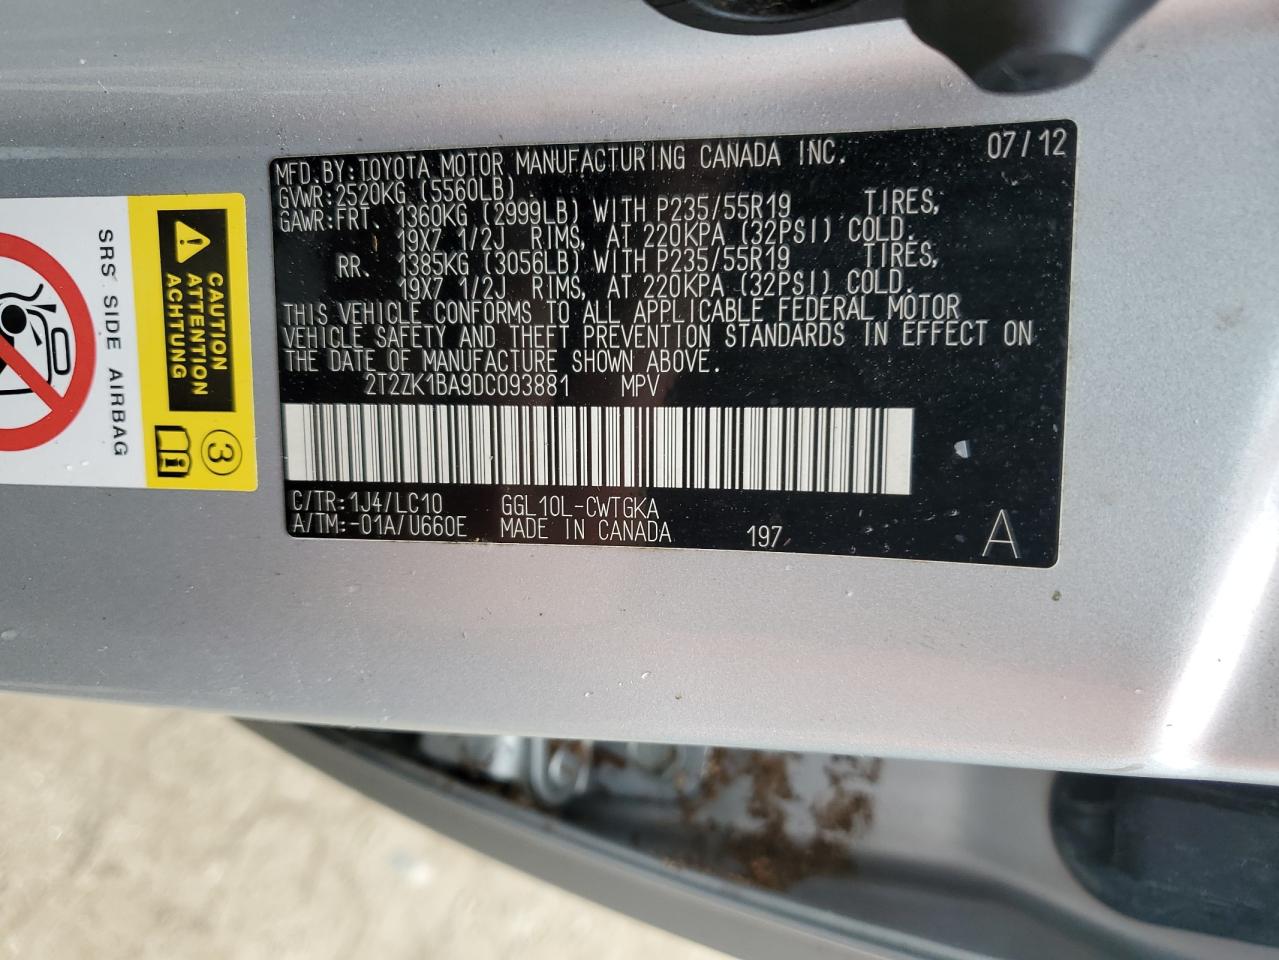 MFD.BY:TOYOTA MOTOR MANUFACTURING CANADA INC. 07/12
GVWR:2520KG (5560LB)
GAWR:FRT. 1360KG (2999LB) WITH P235/55R19 TIRES,
19X7 1/2J RIMS, AT 220KPA (32PSI) COLD.
RR. 1385KG (3056LB) WITH P235/55R19 TIRES,
19X7 1/2J RIMS, AT 220KPA (32PSI) COLD.
THIS VEHICLE CONFORMS TO ALL APPLICABLE FEDERAL MOTOR
VEHICLE SAFETY AND THEFT PREVENTION STANDARDS IN EFFECT ON
THE DATE OF MANUFACTURE SHOWN ABOVE.
2T2ZK1BA9DC093881 MPV
C/TR:1J4/LC10 GGL10L-CWTGKA
A/TM:-01A/U660E MADE IN CANADA 197 A
CAUTION
ATTENTION
ACHTUNG
3
SRS SIDE AIRBAG